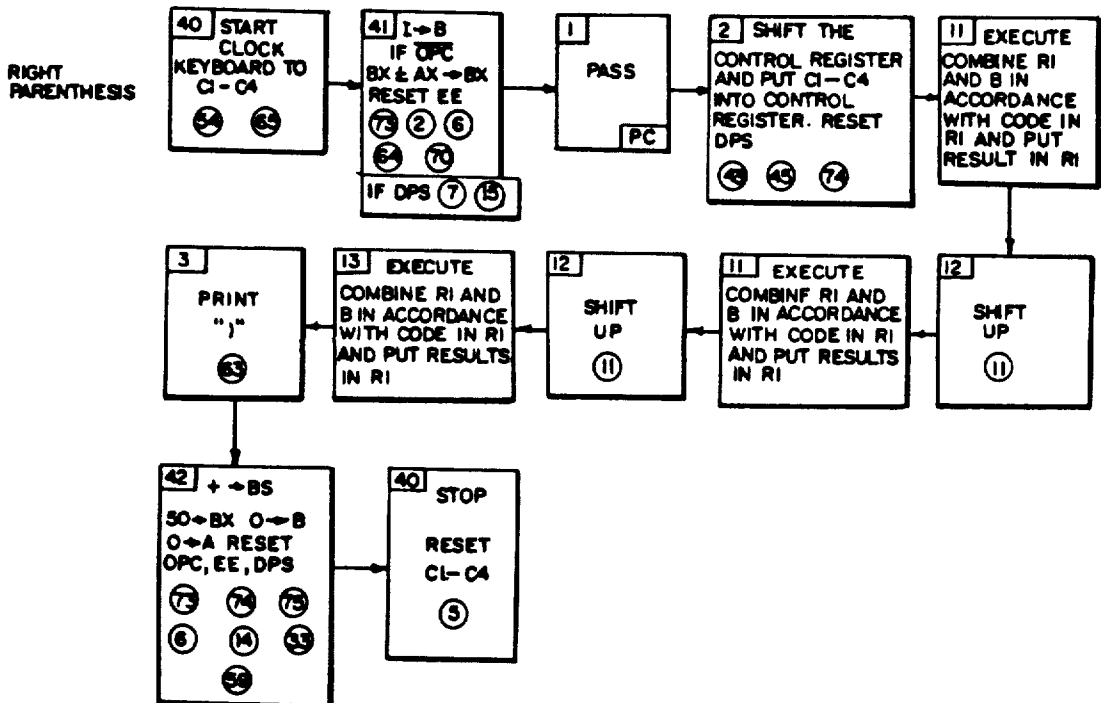 RIGHT
PARENTHESIS
40 START
CLOCK
KEYBOARD TO
C1-C4
54 65
41 I→B
IF O̅P̅C̅
BX ± AX → BX
RESET EE
73 2 6
64 70
IF DPS 7 15
1
PASS
PC
2 SHIFT THE
CONTROL REGISTER
AND PUT C1-C4
INTO CONTROL
REGISTER. RESET
DPS
45 74
11 EXECUTE
COMBINE R1
AND B IN
ACCORDANCE
WITH CODE IN
R1 AND PUT
RESULT IN R1
12
SHIFT
UP
11
11 EXECUTE
COMBINF R1 AND
B IN ACCORDANCE
WITH CODE IN R1
AND PUT RESULTS
IN R1
12
SHIFT
UP
11
13 EXECUTE
COMBINE R1 AND
B IN ACCORDANCE
WITH CODE IN R1
AND PUT RESULTS
IN R1
3
PRINT
")"
63
42 + → BS
50→BX 0→B
0→A RESET
OPC, EE, DPS
73 74 75
6 14 33
59
40 STOP
RESET
C1-C4
5